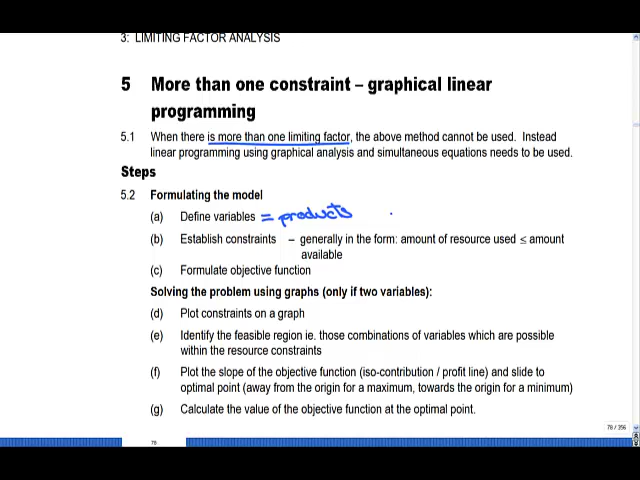 3: LIMITING FACTOR ANALYSIS
5 More than one constraint – graphical linear
programming
5.1 When there is more than one limiting factor, the above method cannot be used. Instead
linear programming using graphical analysis and simultaneous equations needs to be used.
Steps
5.2 Formulating the model
(a) Define variables = products
(b) Establish constraints – generally in the form: amount of resource used ≤ amount
available
(c) Formulate objective function
Solving the problem using graphs (only if two variables):
(d) Plot constraints on a graph
(e) Identify the feasible region ie. those combinations of variables which are possible
within the resource constraints
(f) Plot the slope of the objective function (iso-contribution / profit line) and slide to
optimal point (away from the origin for a maximum, towards the origin for a minimum)
(g) Calculate the value of the objective function at the optimal point.
78 / 356
78